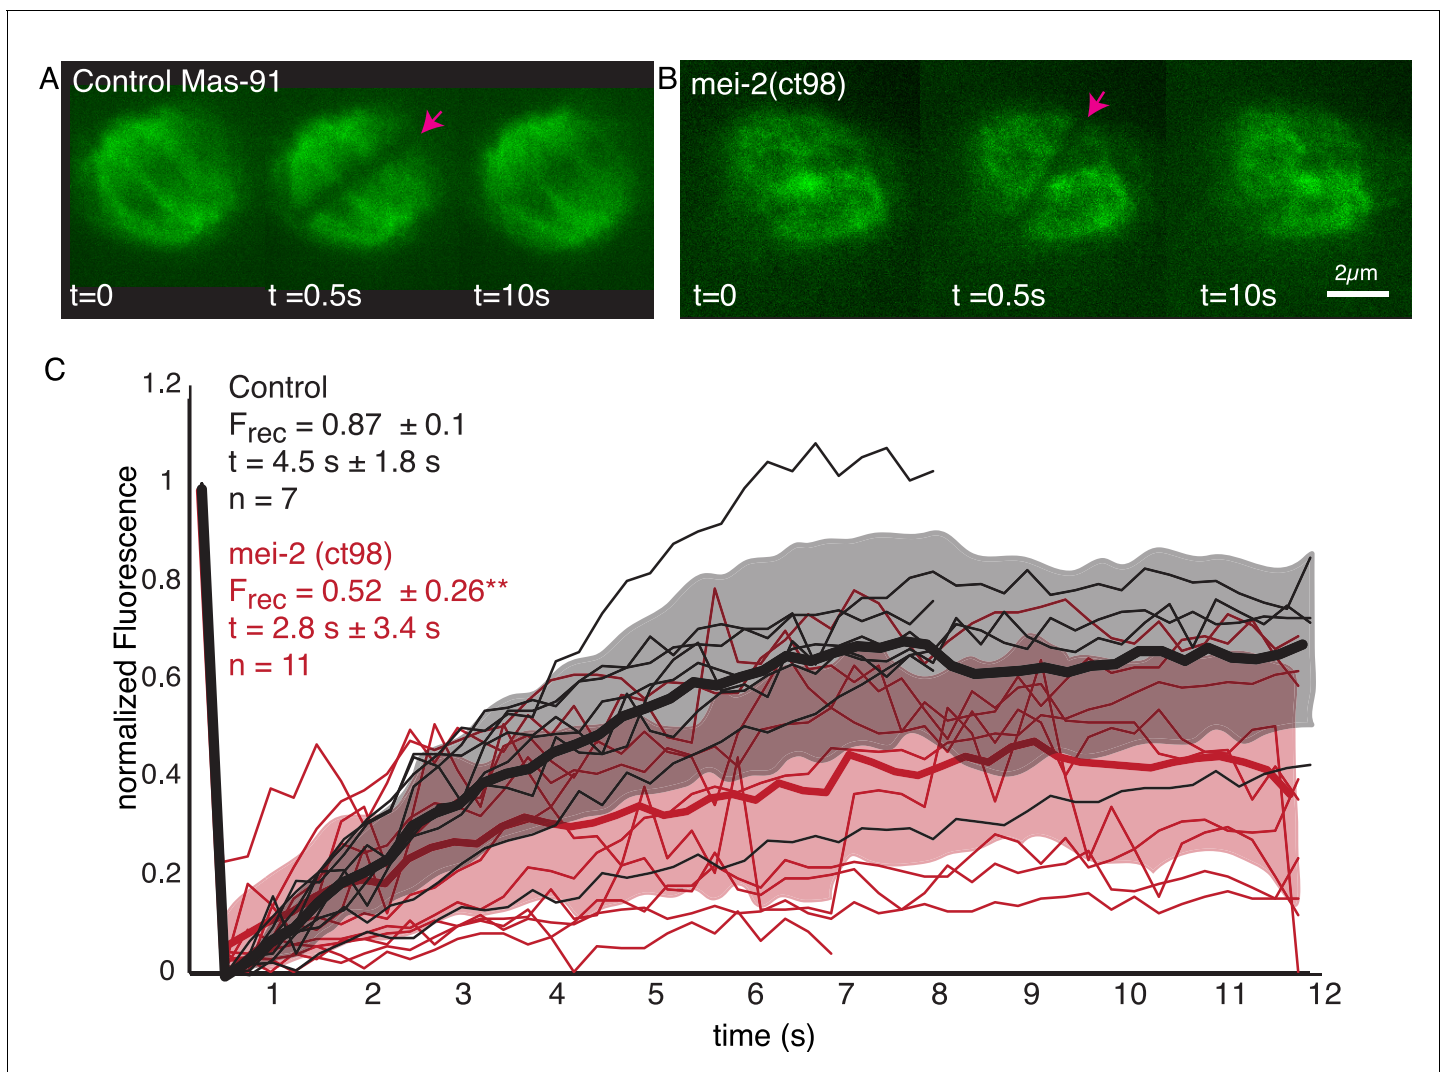 A
Control Mas-91
t=0
t =0.5s
t=10s
B
mei-2(ct98)
t=0
t =0.5s
t=10s
2µm
C
normalized Fluorescence
1.2
1
0.8
0.6
0.4
0.2
0
Control
Frec = 0.87 ± 0.1
t = 4.5 s ± 1.8 s
n = 7
mei-2 (ct98)
Frec = 0.52 ± 0.26**
t = 2.8 s ± 3.4 s
n = 11
1 2 3 4 5 6 7 8 9 10 11 12
time (s)